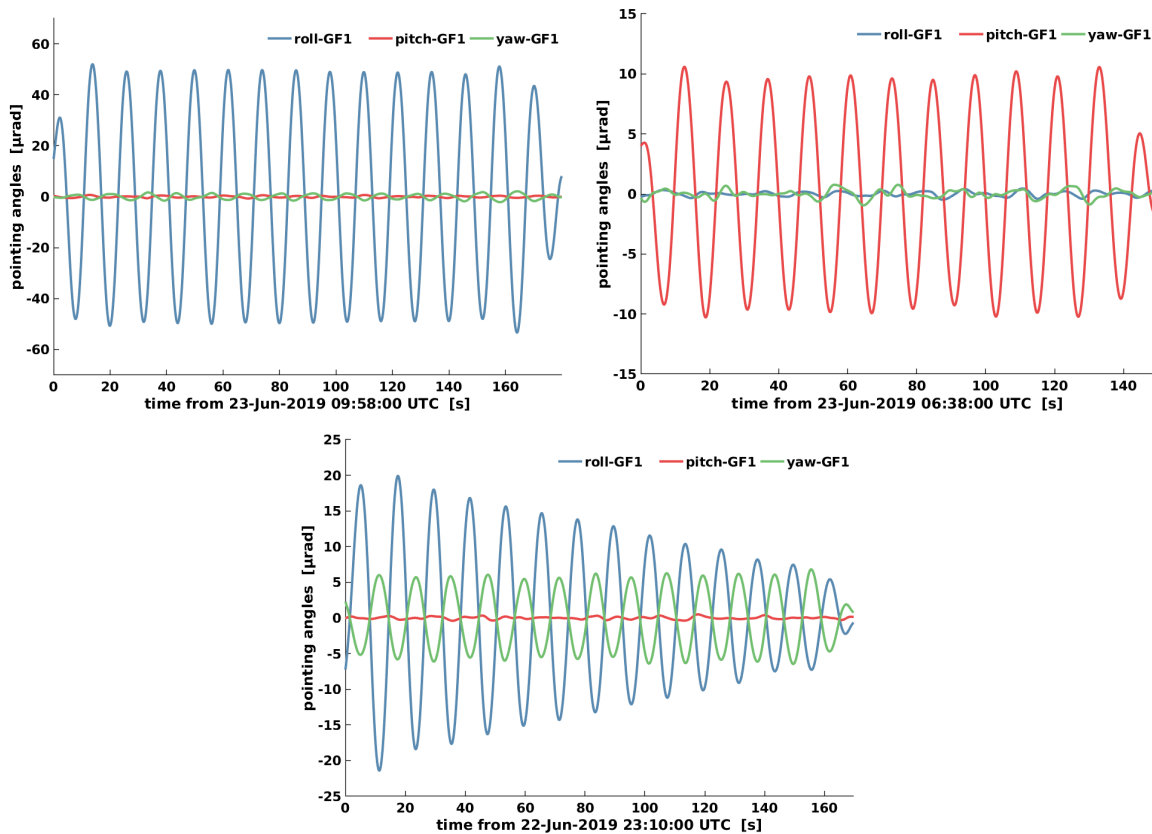 roll-GF1 pitch-GF1 yaw-GF1
60
40
20
0
-20
-40
-60
pointing angles [µrad]
0 20 40 60 80 100 120 140 160
time from 23-Jun-2019 09:58:00 UTC [s]
roll-GF1 pitch-GF1 yaw-GF1
15
10
5
0
-5
-10
-15
pointing angles [µrad]
0 20 40 60 80 100 120 140
time from 23-Jun-2019 06:38:00 UTC [s]
roll-GF1 pitch-GF1 yaw-GF1
25
20
15
10
5
0
-5
-10
-15
-20
-25
pointing angles [µrad]
0 20 40 60 80 100 120 140 160
time from 22-Jun-2019 23:10:00 UTC [s]